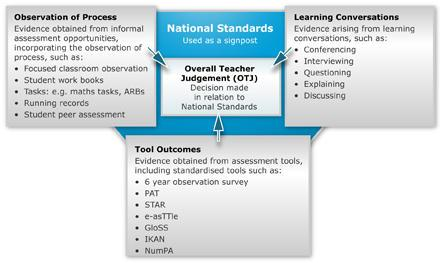 Observation of Process
Evidence obtained from informal
assessment opportunities,
incorporating the observation of
process, such as:
• Focused classroom observation
• Student work books
• Tasks: e.g. maths tasks, ARBs
• Running records
• Student peer assessment
National Standards
Used as a signpost
Overall Teacher
Judgement (OTJ)
Decision made
in relation to
National Standards
Learning Conversations
Evidence arising from learning
conversations, such as:
• Conferencing
• Interviewing
• Questioning
• Explaining
• Discussing
Tool Outcomes
Evidence obtained from assessment tools,
including standardised tools such as:
• 6 year observation survey
• PAT
• STAR
• e-asTTle
• GloSS
• IKAN
• NumPA